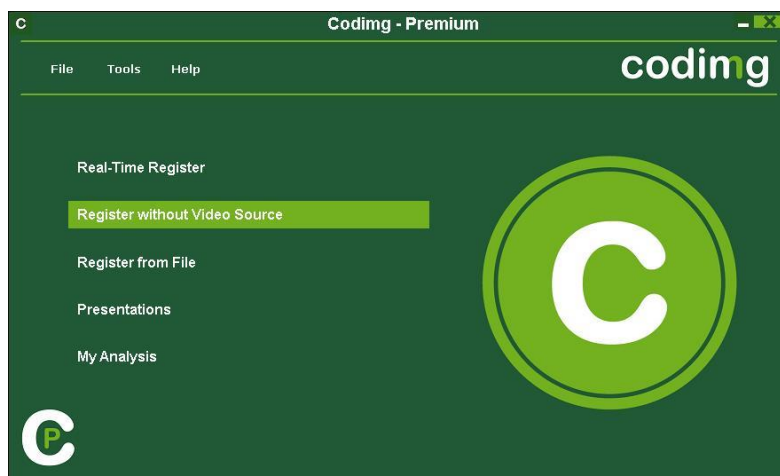 C
Codimg - Premium
File Tools Help
codimg
Real-Time Register
Register without Video Source
Register from File
Presentations
My Analysis
C
CP